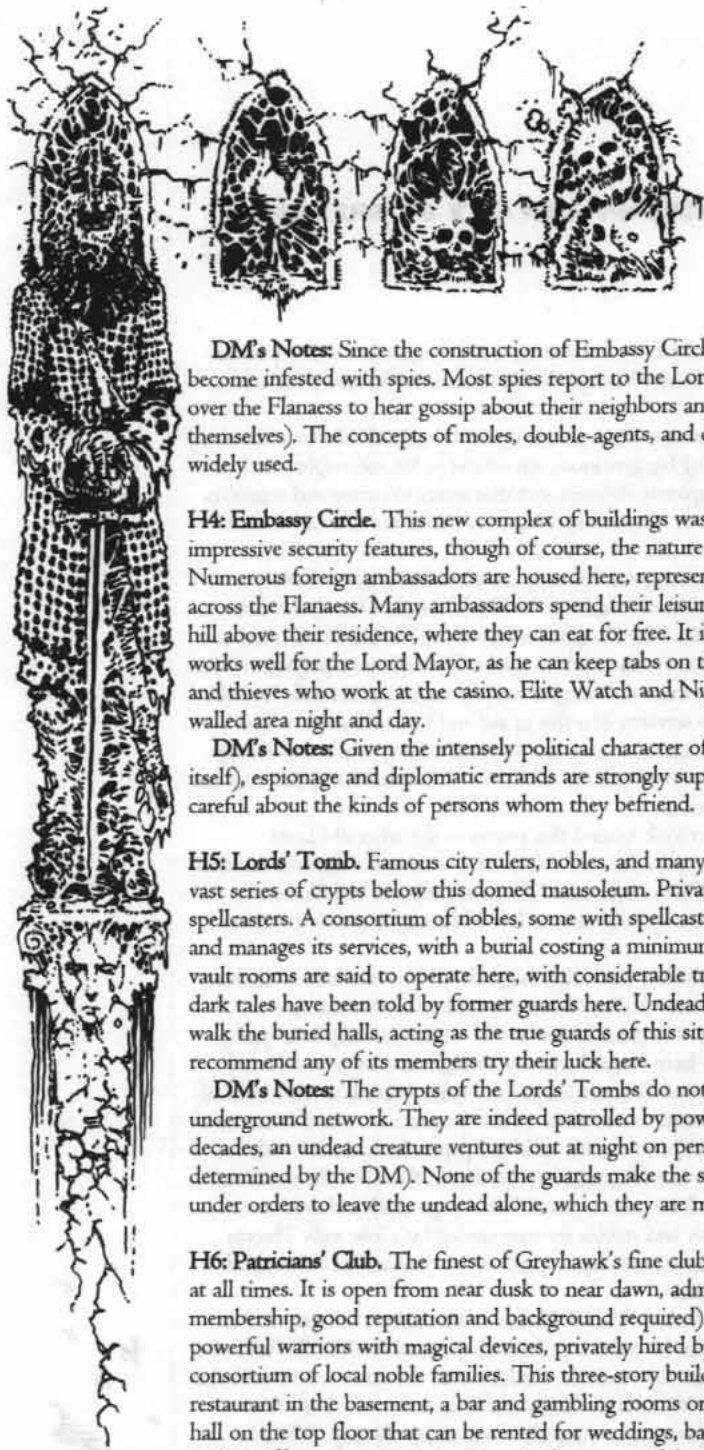 DM's Notes: Since the construction of Embassy Circl
become infested with spies. Most spies report to the Lor
over the Flanaess to hear gossip about their neighbors an
themselves). The concepts of moles, double-agents, and
widely used.
H4: Embassy Circle. This new complex of buildings was
impressive security features, though of course, the nature
Numerous foreign ambassadors are housed here, represen
across the Flanaess. Many ambassadors spend their leisur
hill above their residence, where they can eat for free. It i
works well for the Lord Mayor, as he can keep tabs on t
and thieves who work at the casino. Elite Watch and Ni
walled area night and day.
DM's Notes: Given the intensely political character of
itself), espionage and diplomatic errands are strongly sup
careful about the kinds of persons whom they befriend.
H5: Lords' Tomb. Famous city rulers, nobles, and many
vast series of crypts below this domed mausoleum. Priva
spellcasters. A consortium of nobles, some with spellcast
and manages its services, with a burial costing a minimum
vault rooms are said to operate here, with considerable tr
dark tales have been told by former guards here. Undead
walk the buried halls, acting as the true guards of this sit
recommend any of its members try their luck here.
DM's Notes: The crypts of the Lords' Tombs do not
underground network. They are indeed patrolled by pow
decades, an undead creature ventures out at night on pers
determined by the DM). None of the guards make the s
under orders to leave the undead alone, which they are m
H6: Patricians' Club. The finest of Greyhawk's fine club
at all times. It is open from near dusk to near dawn, adm
membership, good reputation and background required)
powerful warriors with magical devices, privately hired b
consortium of local noble families. This three-story buil
restaurant in the basement, a bar and gambling rooms or
hall on the top floor that can be rented for weddings, ba